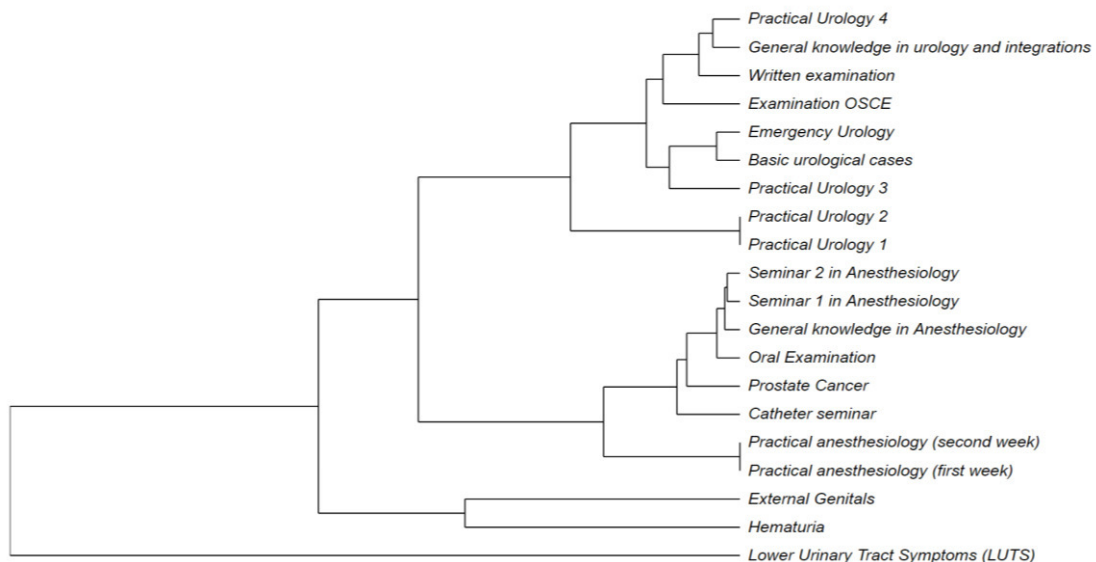 Practical Urology 4
General knowledge in urology and integrations
Written examination
Examination OSCE
Emergency Urology
Basic urological cases
Practical Urology 3
Practical Urology 2
Practical Urology 1
Seminar 2 in Anesthesiology
Seminar 1 in Anesthesiology
General knowledge in Anesthesiology
Oral Examination
Prostate Cancer
Catheter seminar
Practical anesthesiology (second week)
Practical anesthesiology (first week)
External Genitals
Hematuria
Lower Urinary Tract Symptoms (LUTS)